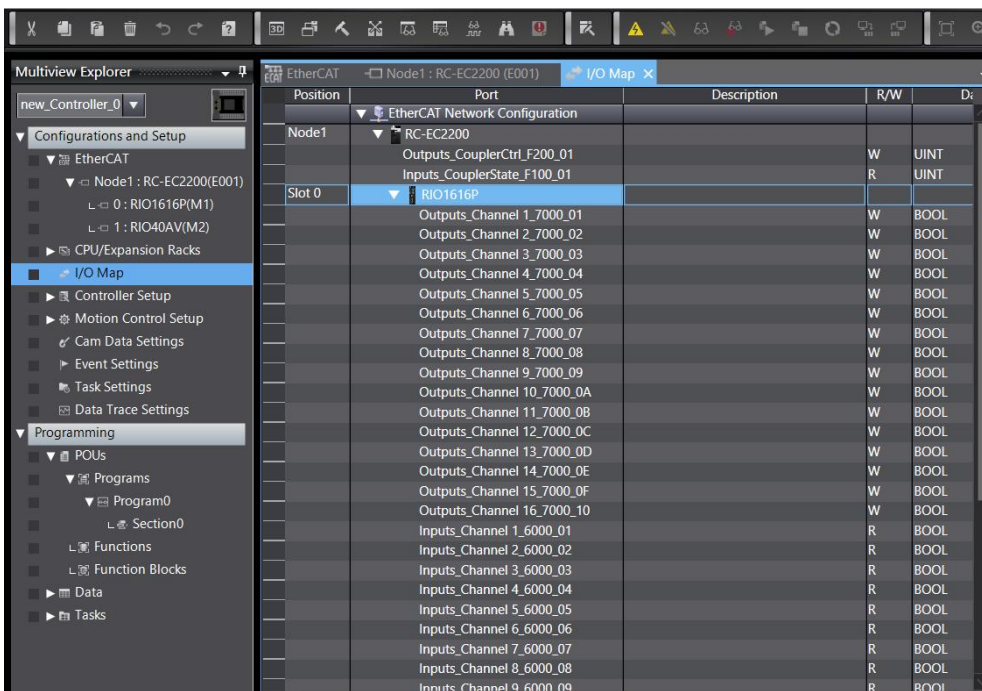 3D
Multiview Explorer
new_Controller_0
Configurations and Setup
EtherCAT
Node1 : RC-EC2200(E001)
0 : RIO1616P(M1)
1 : RIO40AV(M2)
CPU/Expansion Racks
I/O Map
Controller Setup
Motion Control Setup
Cam Data Settings
Event Settings
Task Settings
Data Trace Settings
Programming
POUs
Programs
Program0
Section0
Functions
Function Blocks
Data
Tasks
EtherCAT Node1 : RC-EC2200 (E001) I/O Map
Position Port Description R/W
EtherCAT Network Configuration
Node1 RC-EC2200
Outputs_CouplerCtrl_F200_01 W UINT
Inputs_CouplerState_F100_01 R UINT
Slot 0 RIO1616P
Outputs_Channel 1_7000_01 W BOOL
Outputs_Channel 2_7000_02 W BOOL
Outputs_Channel 3_7000_03 W BOOL
Outputs_Channel 4_7000_04 W BOOL
Outputs_Channel 5_7000_05 W BOOL
Outputs_Channel 6_7000_06 W BOOL
Outputs_Channel 7_7000_07 W BOOL
Outputs_Channel 8_7000_08 W BOOL
Outputs_Channel 9_7000_09 W BOOL
Outputs_Channel 10_7000_0A W BOOL
Outputs_Channel 11_7000_0B W BOOL
Outputs_Channel 12_7000_0C W BOOL
Outputs_Channel 13_7000_0D W BOOL
Outputs_Channel 14_7000_0E W BOOL
Outputs_Channel 15_7000_0F W BOOL
Outputs_Channel 16_7000_10 W BOOL
Inputs_Channel 1_6000_01 R BOOL
Inputs_Channel 2_6000_02 R BOOL
Inputs_Channel 3_6000_03 R BOOL
Inputs_Channel 4_6000_04 R BOOL
Inputs_Channel 5_6000_05 R BOOL
Inputs_Channel 6_6000_06 R BOOL
Inputs_Channel 7_6000_07 R BOOL
Inputs_Channel 8_6000_08 R BOOL
Inputs_Channel 9_6000_09 R BOOL